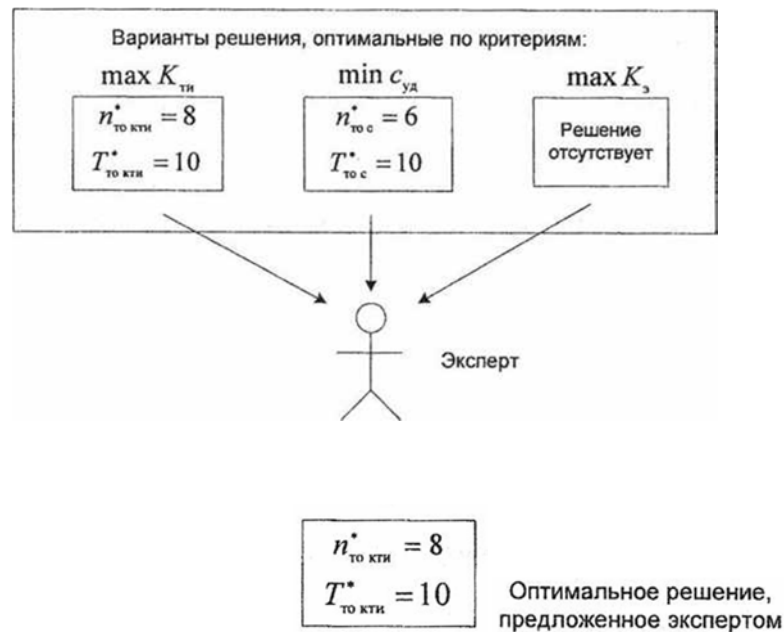 Варианты решения, оптимальные по критериям:
max K_ти min c_уд max K_э
n*_то кти = 8 n*_то с = 6 Решение
T*_то кти = 10 T*_то с = 10 отсутствует
Эксперт
n*_то кти = 8
T*_то кти = 10
Оптимальное решение,
предложенное экспертом